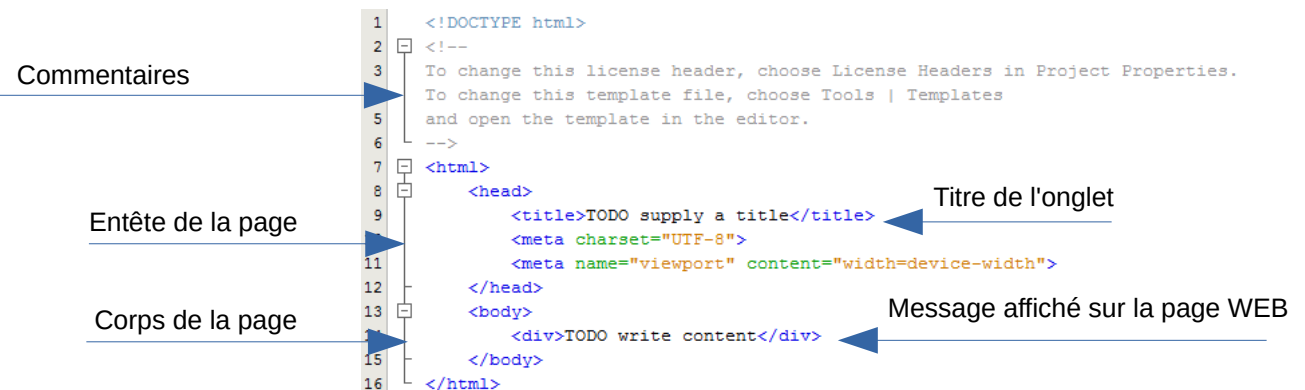 1 <!DOCTYPE html>
2 <!--
Commentaires
3 To change this license header, choose License Headers in Project Properties.
To change this template file, choose Tools | Templates
5 and open the template in the editor.
6 -->
7 <html>
8 <head>
Titre de l'onglet
9 <title>TODO supply a title</title>
Entête de la page
<meta charset="UTF-8">
11 <meta name="viewport" content="width=device-width">
12 </head>
13 <body>
Message affiché sur la page WEB
Corps de la page
<div>TODO write content</div>
15 </body>
16 </html>